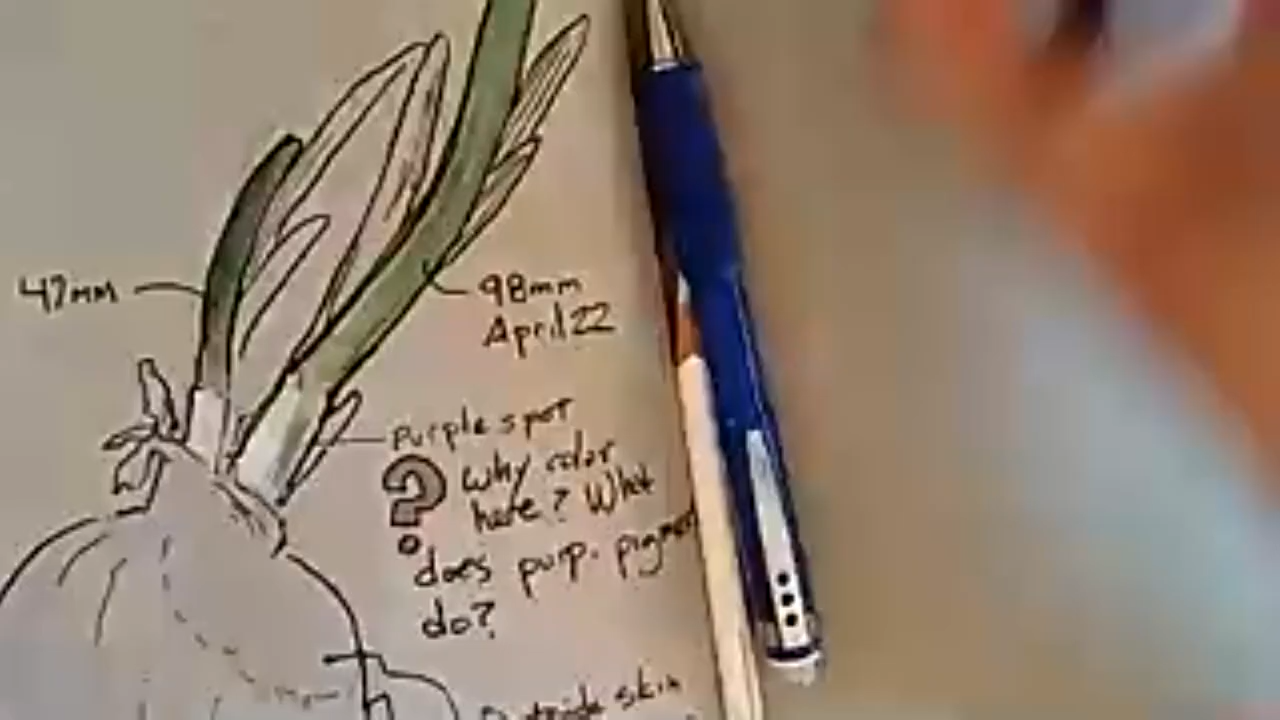 47mm
98mm
April 22
purple spot
? why color
here? What
does purp. pigment
do?
Outside skin